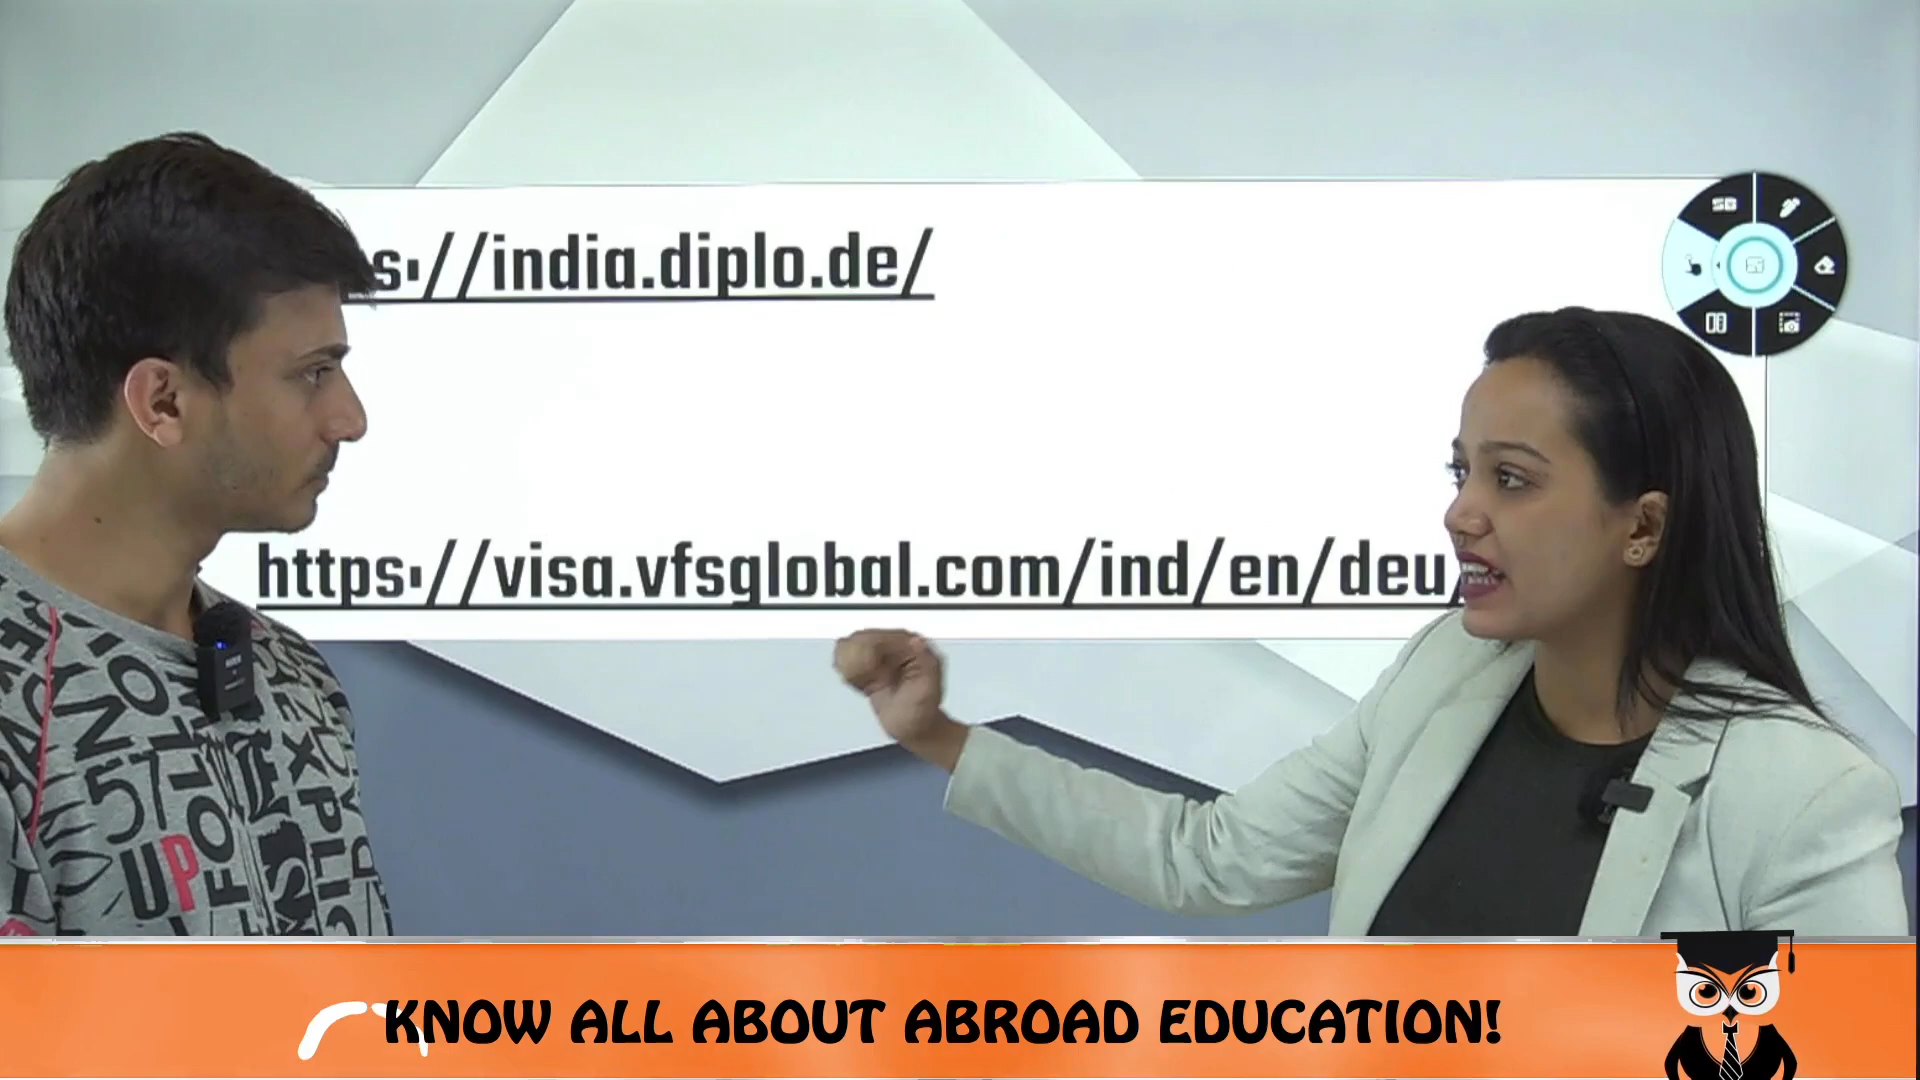 s://india.diplo.de/
https://visa.vfsglobal.com/ind/en/deu/
KNOW ALL ABOUT ABROAD EDUCATION!